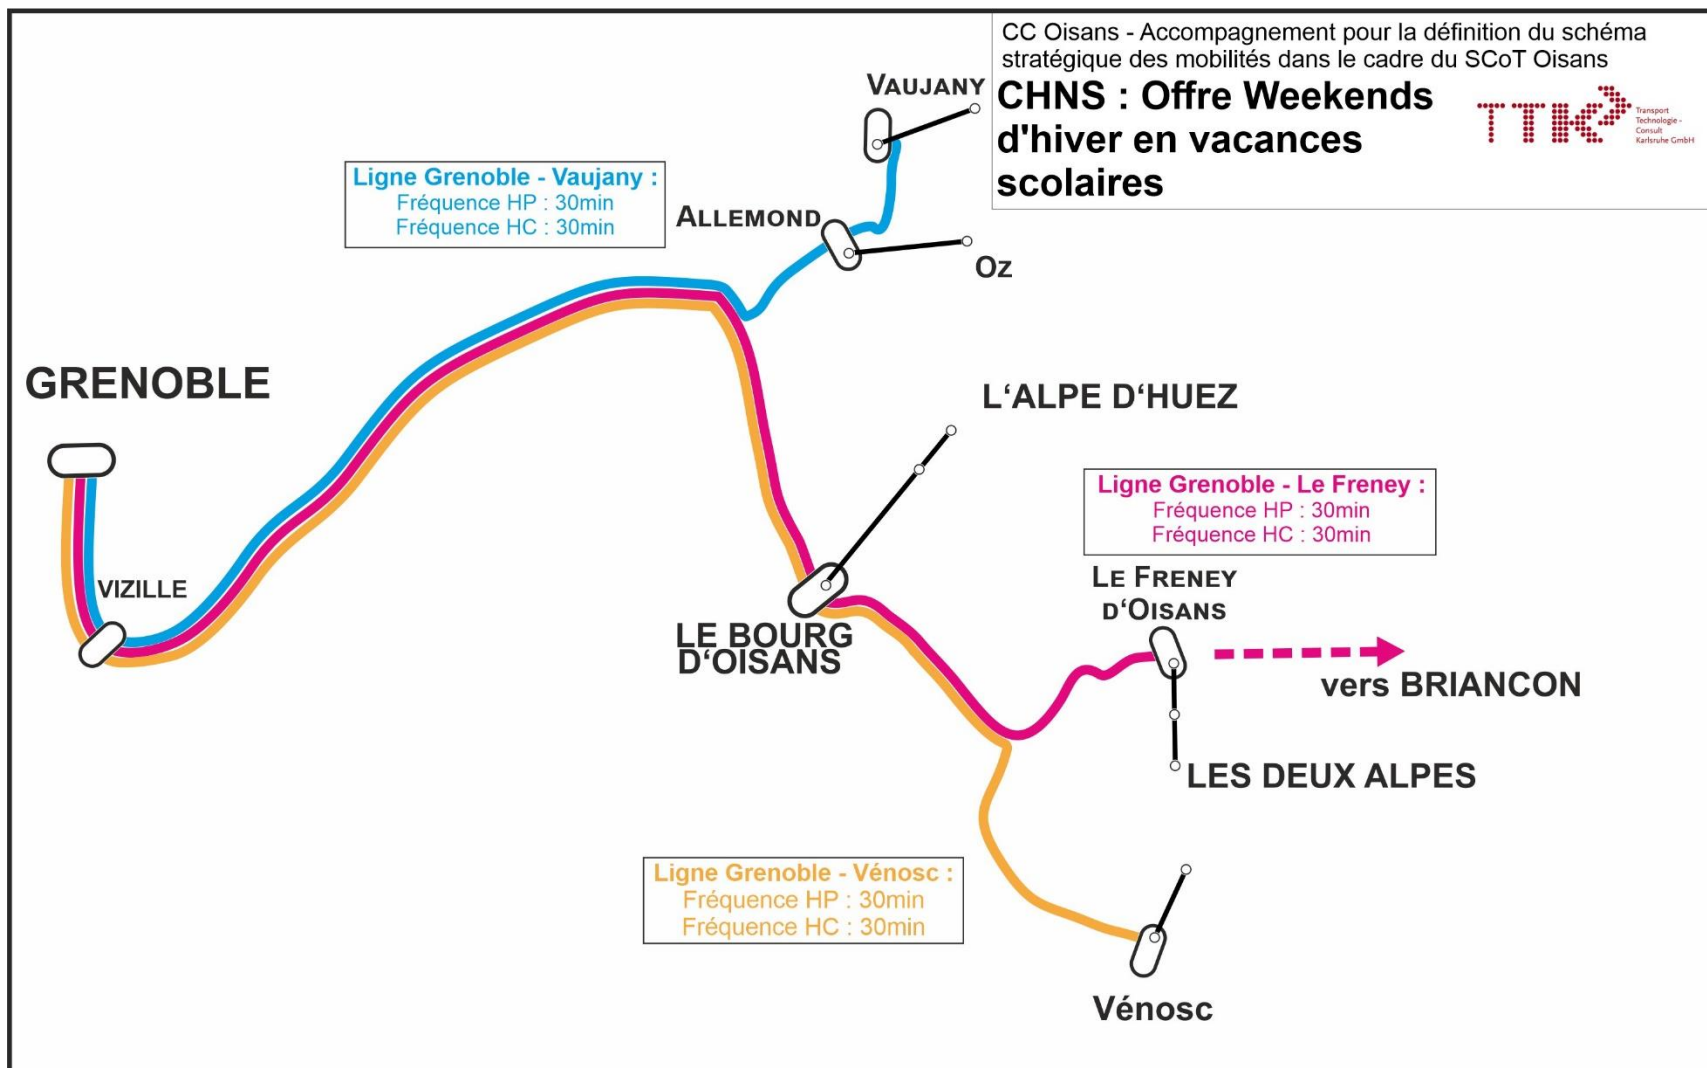 CC Oisans - Accompagnement pour la définition du schéma
stratégique des mobilités dans le cadre du SCoT Oisans
CHNS : Offre Weekends
d'hiver en vacances
scolaires
TTK
Transport
Technologie -
Consult
Karlsruhe GmbH
VAUJANY
Ligne Grenoble - Vaujany :
Fréquence HP : 30min
Fréquence HC : 30min
ALLEMOND
OZ
GRENOBLE
L'ALPE D'HUEZ
Ligne Grenoble - Le Freney :
Fréquence HP : 30min
Fréquence HC : 30min
VIZILLE
LE FRENEY
D'OISANS
LE BOURG
D'OISANS
vers BRIANCON
LES DEUX ALPES
Ligne Grenoble - Vénosc :
Fréquence HP : 30min
Fréquence HC : 30min
Vénosc